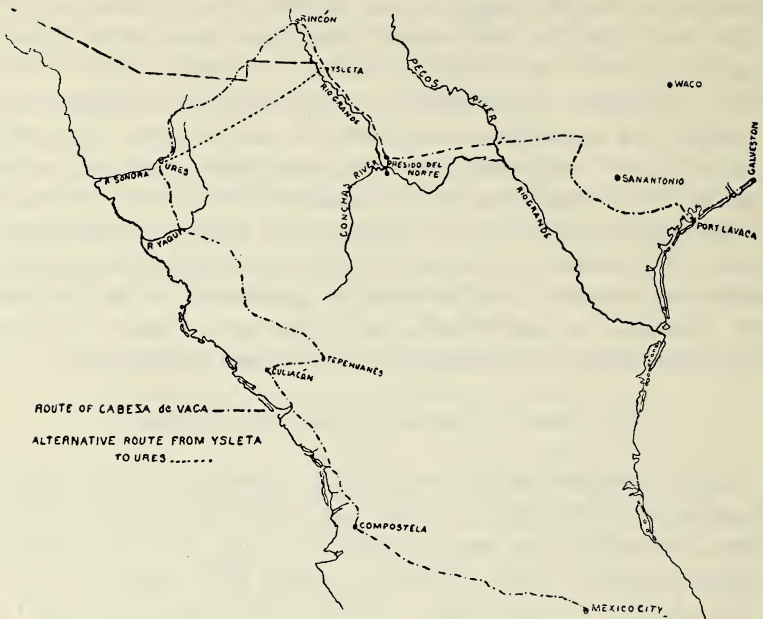 RINCÓN
YSLETA
RIO GRANDE
PECOS RIVER
WACO
GALVESTON
R SONORA
URES
CONCHAS RIVER
PRESIDO DEL
NORTE
SAN ANTONIO
RIO GRANDE
PORT LAVACA
R YAQUI
TEPEHUANES
CULIACÁN
ROUTE OF CABESA de VACA
ALTERNATIVE ROUTE FROM YSLETA
TO URES
COMPOSTELA
MEXICO CITY